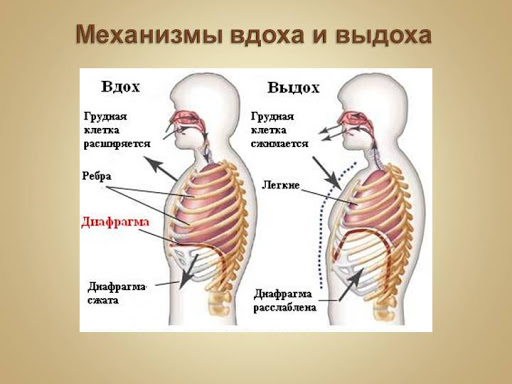 Механизмы вдоха и выдоха
Вдох
Грудная
клетка
расширяется
Ребра
Диафрагма
Диафрагма
сжата
Выдох
Грудная
клетка
сжимается
Легкие
Диафрагма
расслаблена